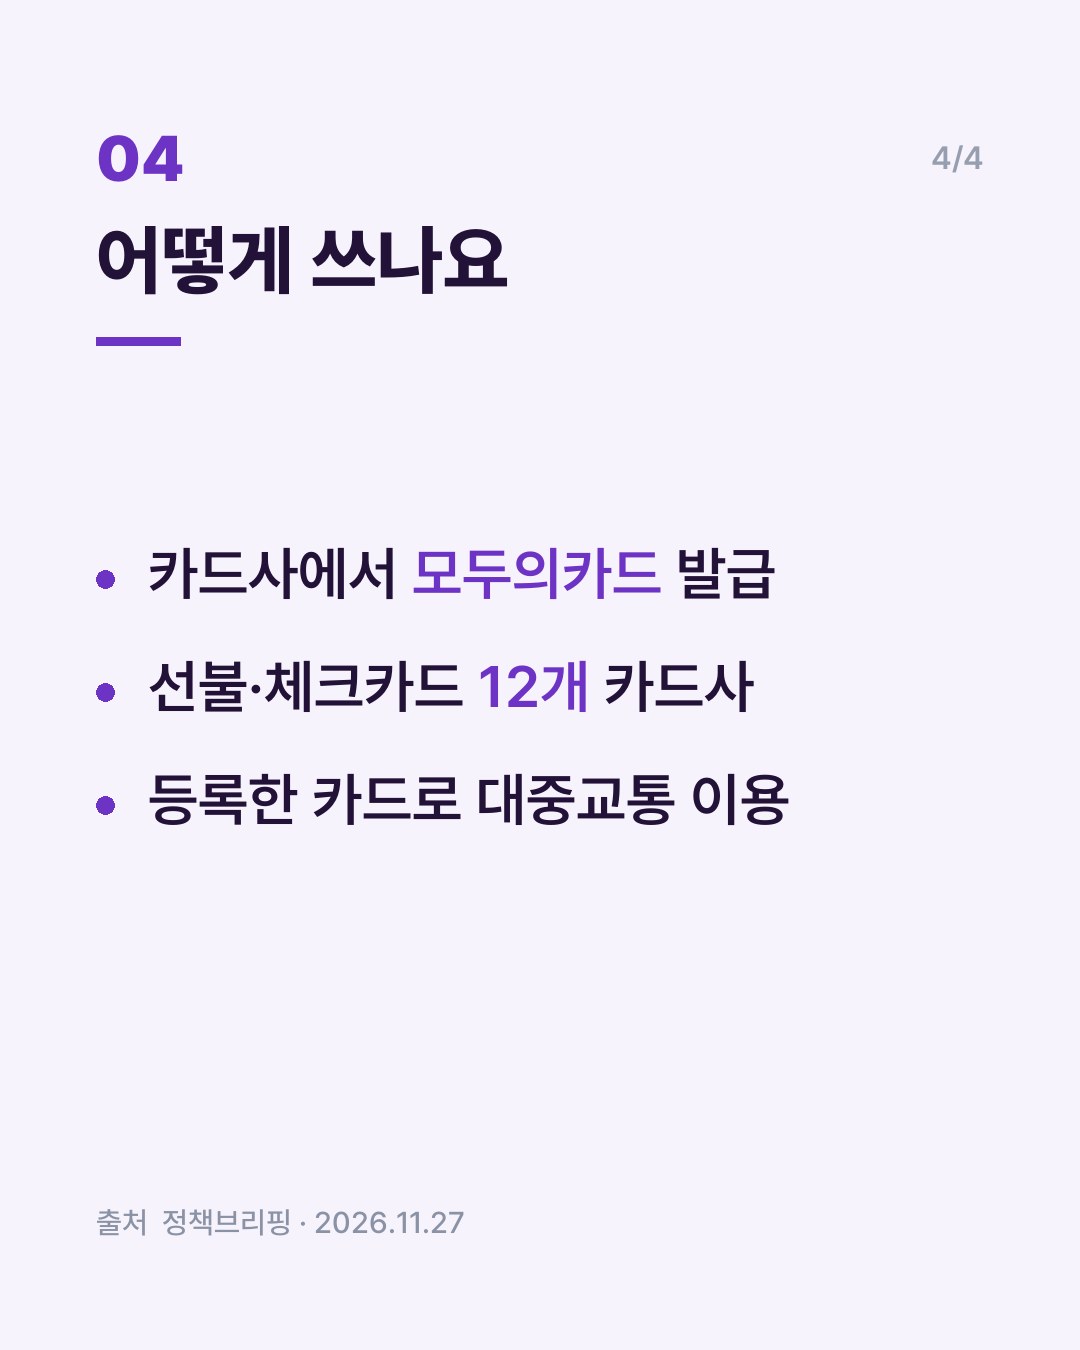 04
4/4
어떻게 쓰나요
• 카드사에서 모두의카드 발급
• 선불·체크카드 12개 카드사
• 등록한 카드로 대중교통 이용
출처 정책브리핑 · 2026.11.27